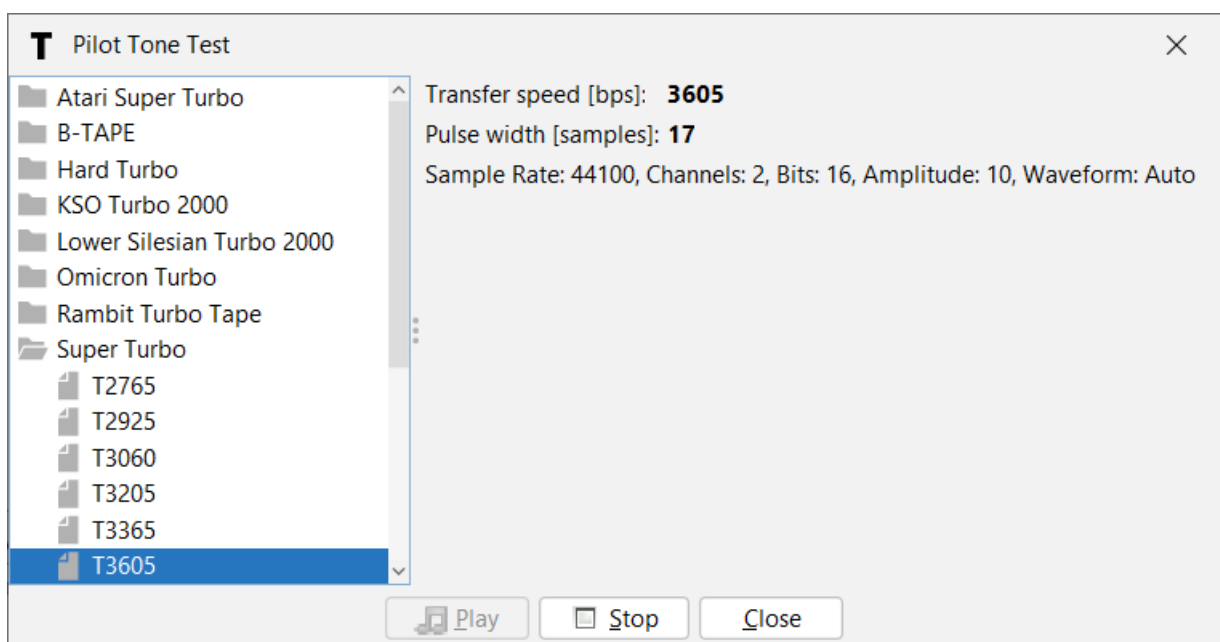 T Pilot Tone Test
Atari Super Turbo
B-TAPE
Hard Turbo
KSO Turbo 2000
Lower Silesian Turbo 2000
Omicron Turbo
Rambit Turbo Tape
Super Turbo
T2765
T2925
T3060
T3205
T3365
T3605
Transfer speed [bps]: 3605
Pulse width [samples]: 17
Sample Rate: 44100, Channels: 2, Bits: 16, Amplitude: 10, Waveform: Auto
Play Stop Close